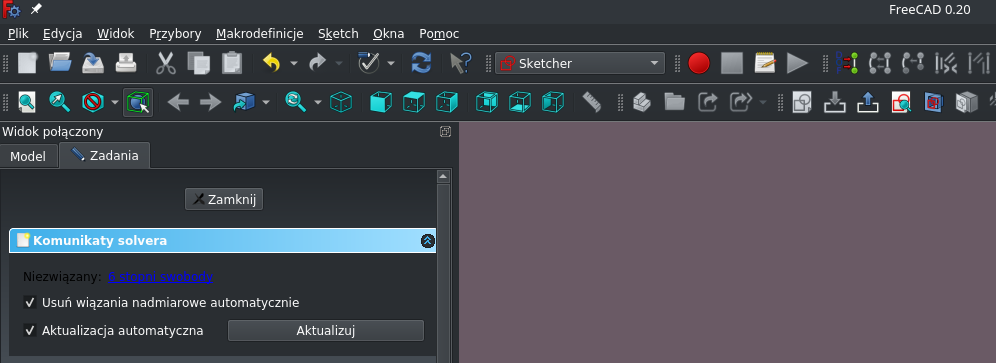 FreeCAD 0.20
Plik Edycja Widok Przybory Makrodefinicje Sketch Okna Pomoc
Sketcher
Widok połączony
Model Zadania
Zamknij
Komunikaty solvera
Niezwiązany: 6 stopni swobody
Usuń wiązania nadmiarowe automatycznie
Aktualizacja automatyczna Aktualizuj